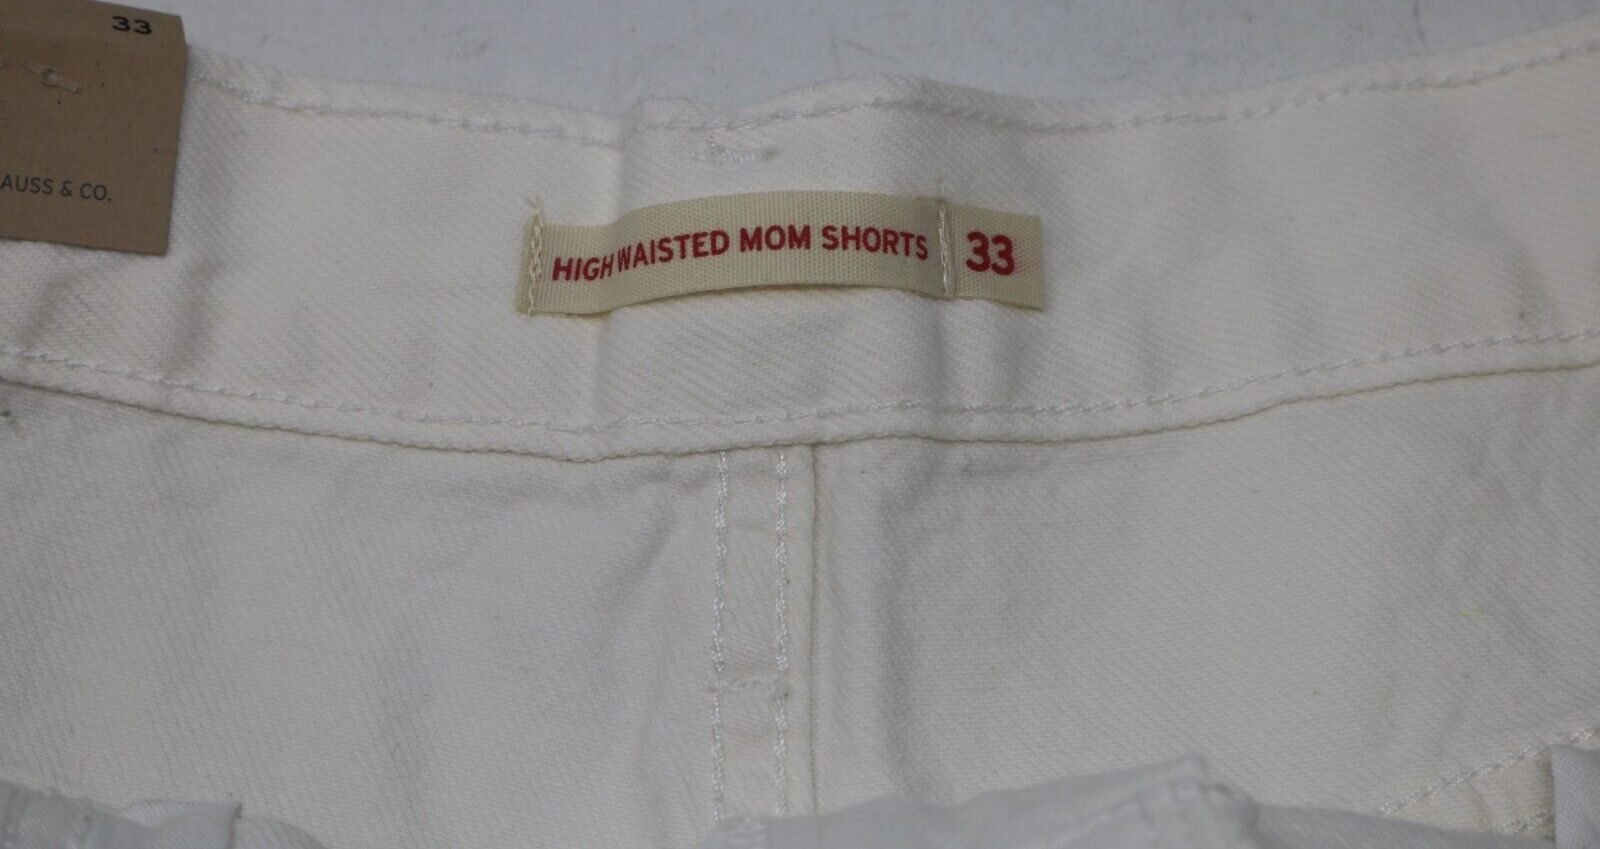 33
AUSS & CO.
HIGH WAISTED MOM SHORTS 33